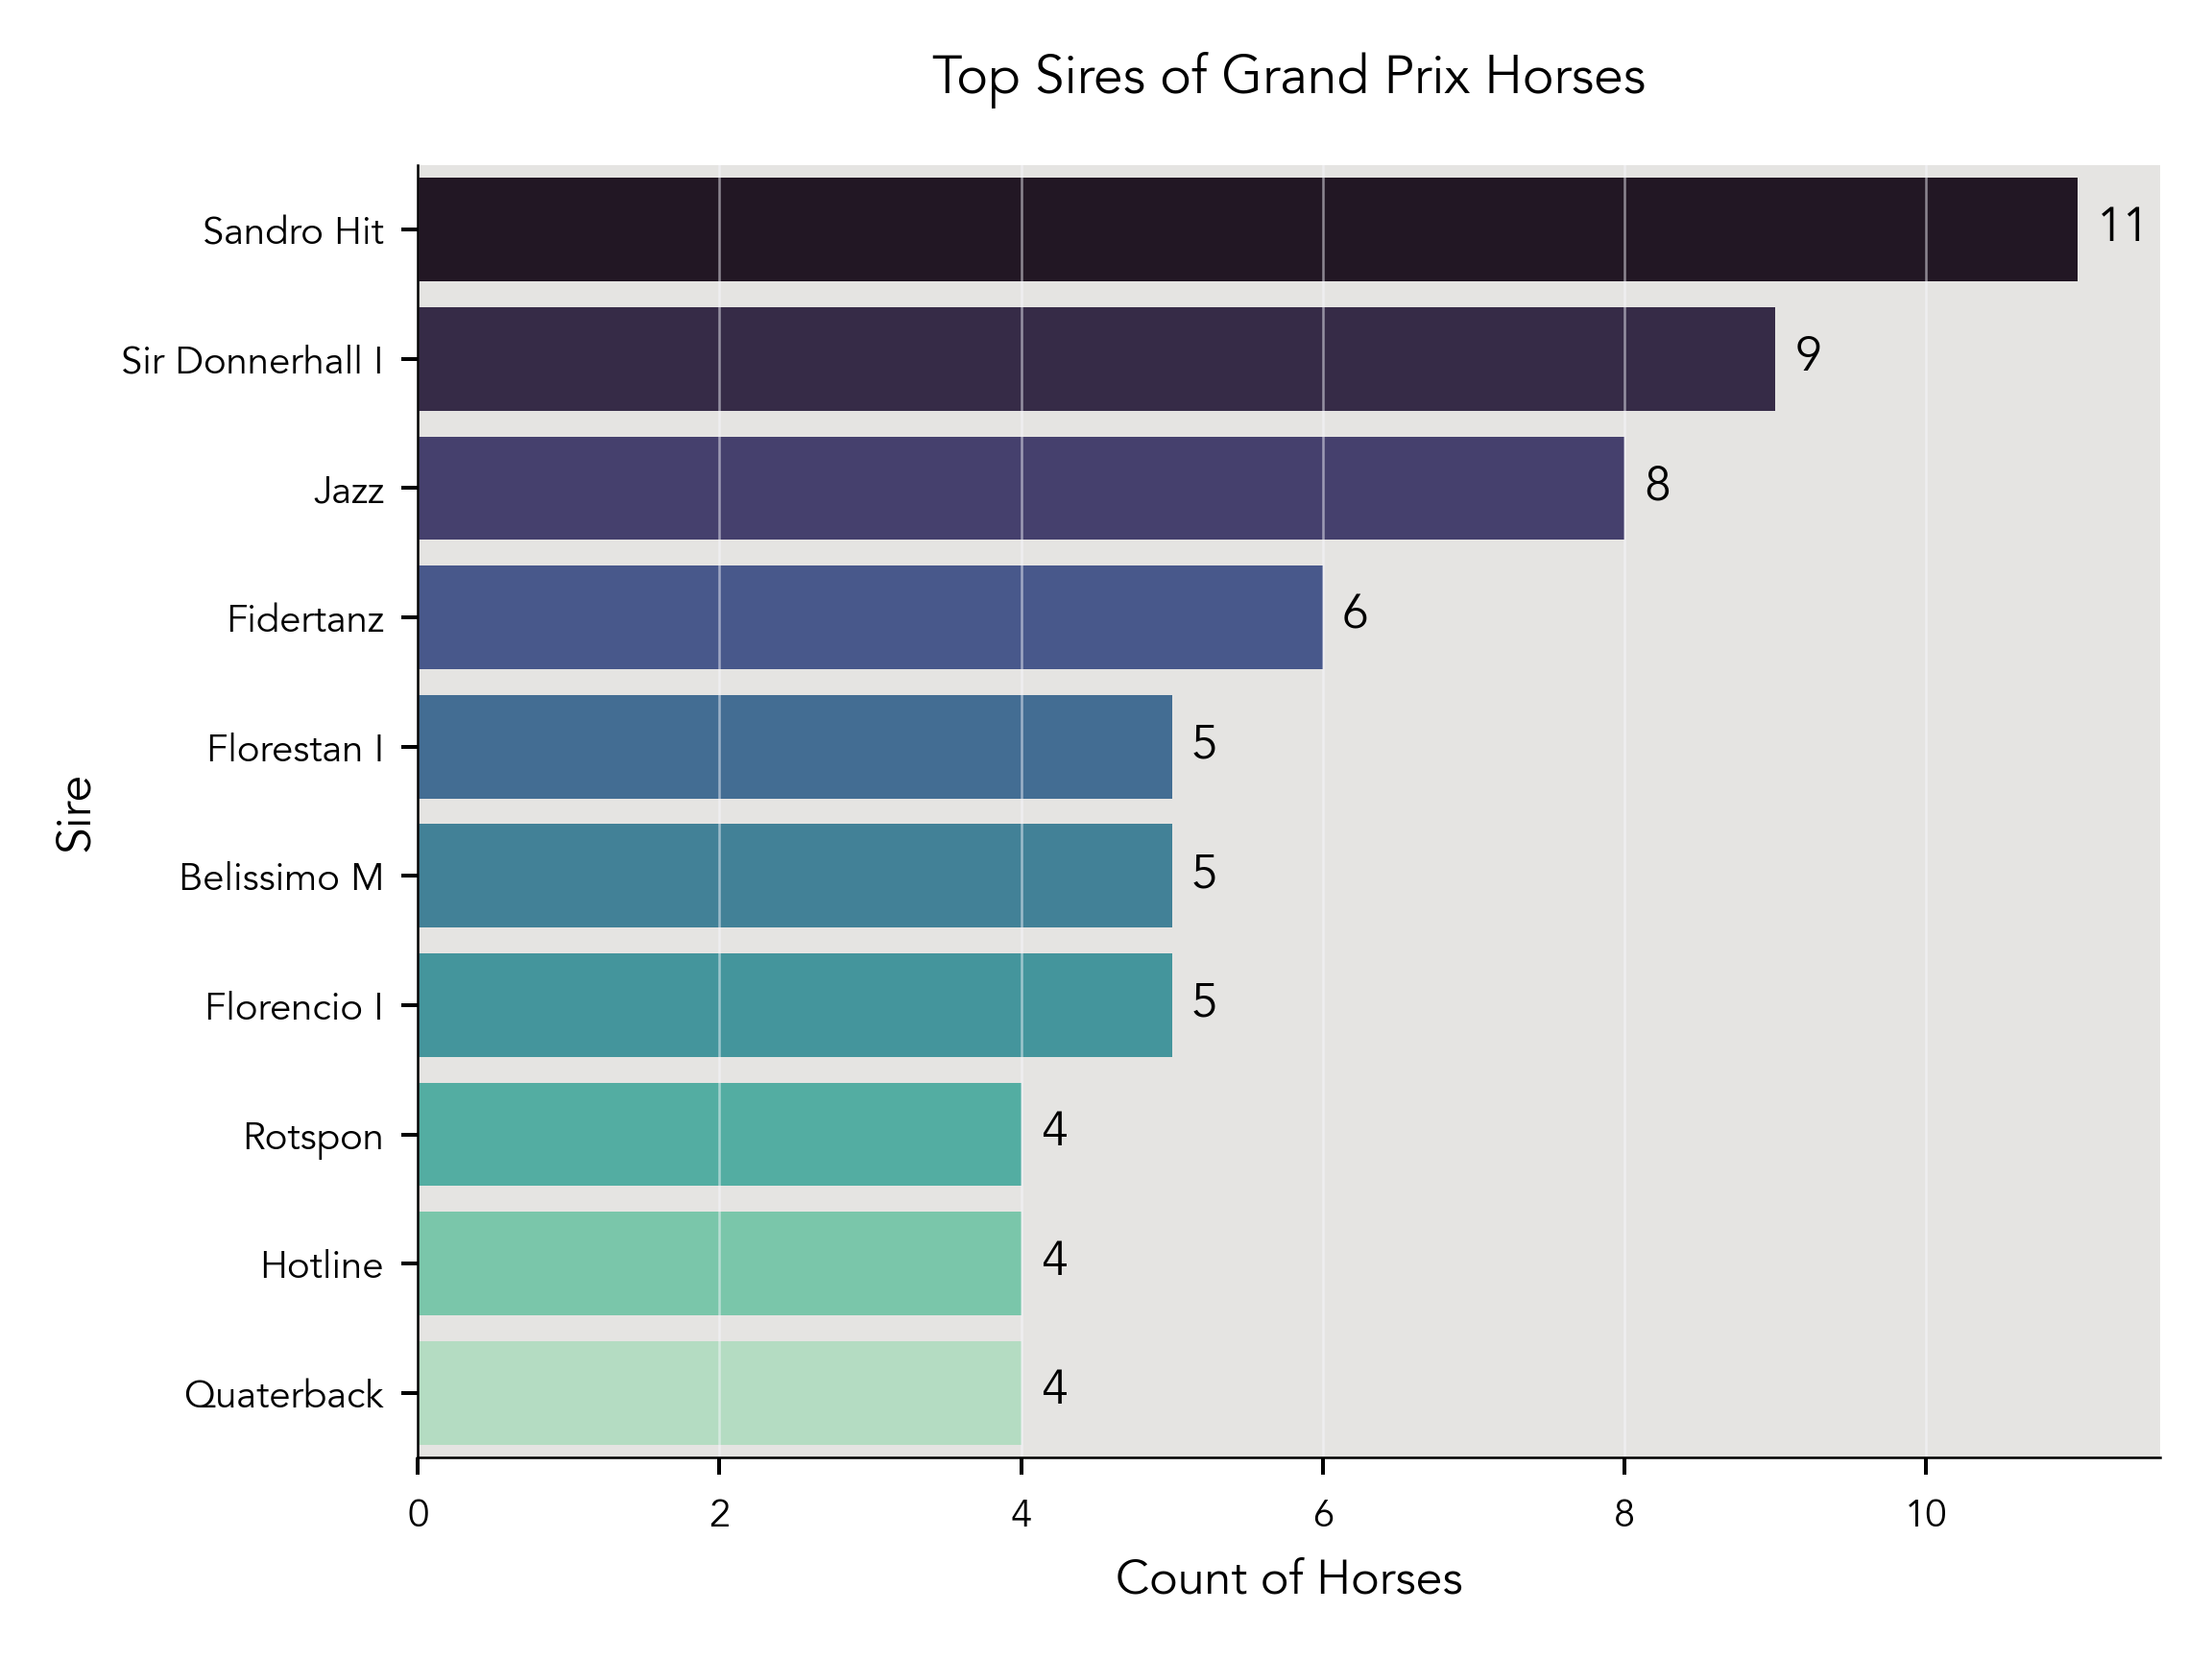 Top Sires of Grand Prix Horses
Sandro Hit
11
Sir Donnerhall I
9
Jazz
8
Fidertanz
6
Florestan I
5
Sire
Belissimo M
5
Florencio I
5
Rotspon
4
Hotline
4
Quaterback
4
0 2 4 6 8 10
Count of Horses